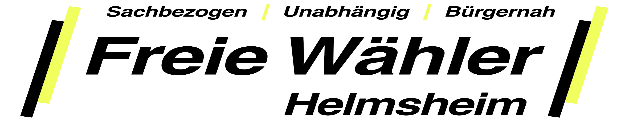 Sachbezogen / Unabhängig / Bürgernah
Freie Wähler
Helmsheim